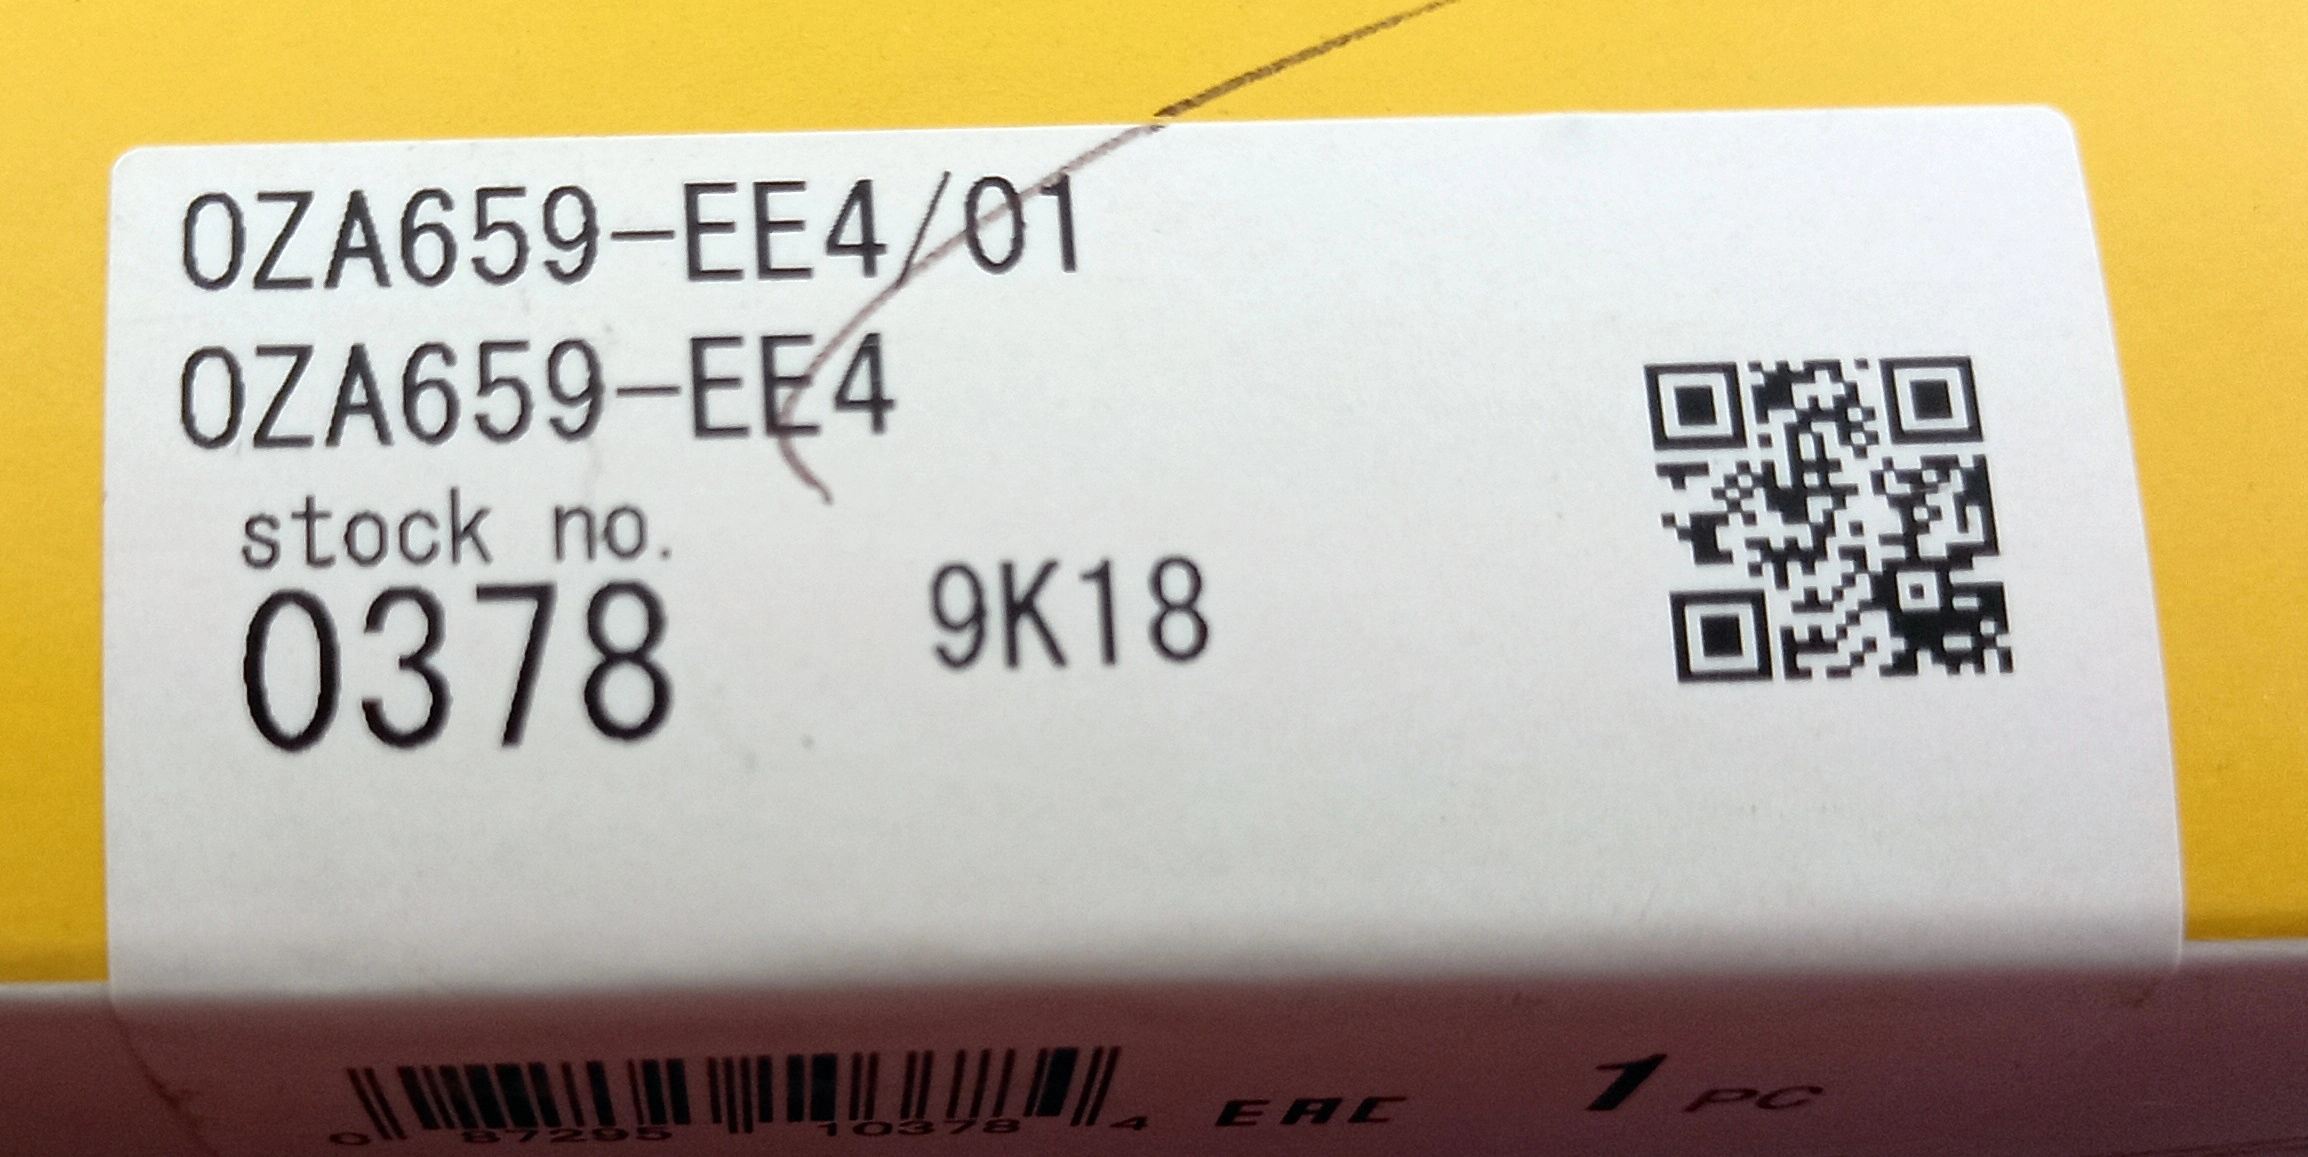 OZA659-EE4/01
OZA659-EE4
stock no.
0378 9K18
0 87295 10378 4 EAC 1 PC